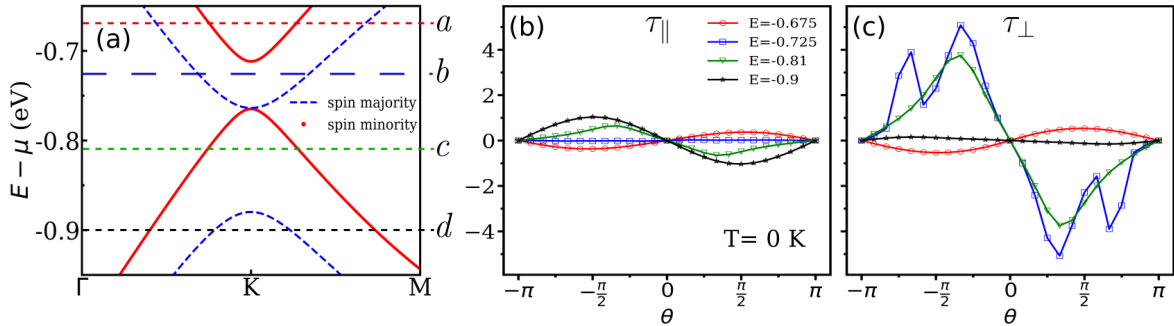 (a)
E − μ (eV)
-0.7
-0.8
-0.9
Γ
K
M
a
b
c
d
spin majority
spin minority
(b)
τ∥
E=-0.675
E=-0.725
E=-0.81
E=-0.9
4
2
0
−2
−4
T= 0 K
−π
−π/2
0
π/2
π
θ
(c)
τ⊥
4
2
0
−2
−4
−π
−π/2
0
π/2
π
θ